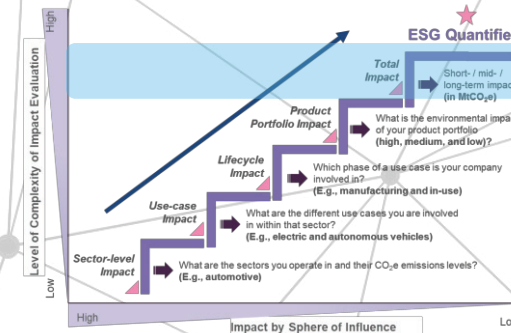 High
ESG Quantifie
Level of Complexity of Impact Evaluation
Total
Impact
Short- / mid- /
long-term impac
(in MtCO₂e)
Product
Portfolio Impact
What is the environmental impa
of your product portfolio
(high, medium, and low)?
Lifecycle
Impact
Which phase of a use case is your company
involved in?
(E.g., manufacturing and in-use)
Use-case
Impact
What are the different use cases you are involved
in within that sector?
(E.g., electric and autonomous vehicles)
Sector-level
Impact
What are the sectors you operate in and their CO₂e emissions levels?
(E.g., automotive)
Low
High
Impact by Sphere of Influence
Lo